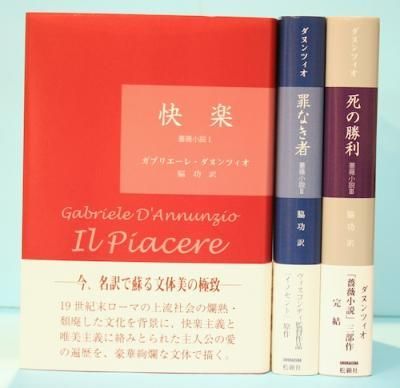 快楽
薔薇小説 I
ガブリエーレ・ダヌンツィオ
脇 功 訳
Gabriele D'Annunzio
Il Piacere
―今、名訳で蘇る文体美の極致―
19世紀末ローマの上流社会の爛熟・
頽廃した文化を背景に、快楽主義と
唯美主義に絡みとられた主人公の愛
の遍歴を、豪華絢爛な文体で描く。
ダヌンツィオ
罪なき者
薔薇小説 II
脇 功 訳
ヴィスコンティ監督作品
「イノセント」原作
松籟社
ダヌンツィオ
死の勝利
薔薇小説 III
脇 功 訳
ダヌンツィオ
『薔薇小説』三部作
完結
松籟社